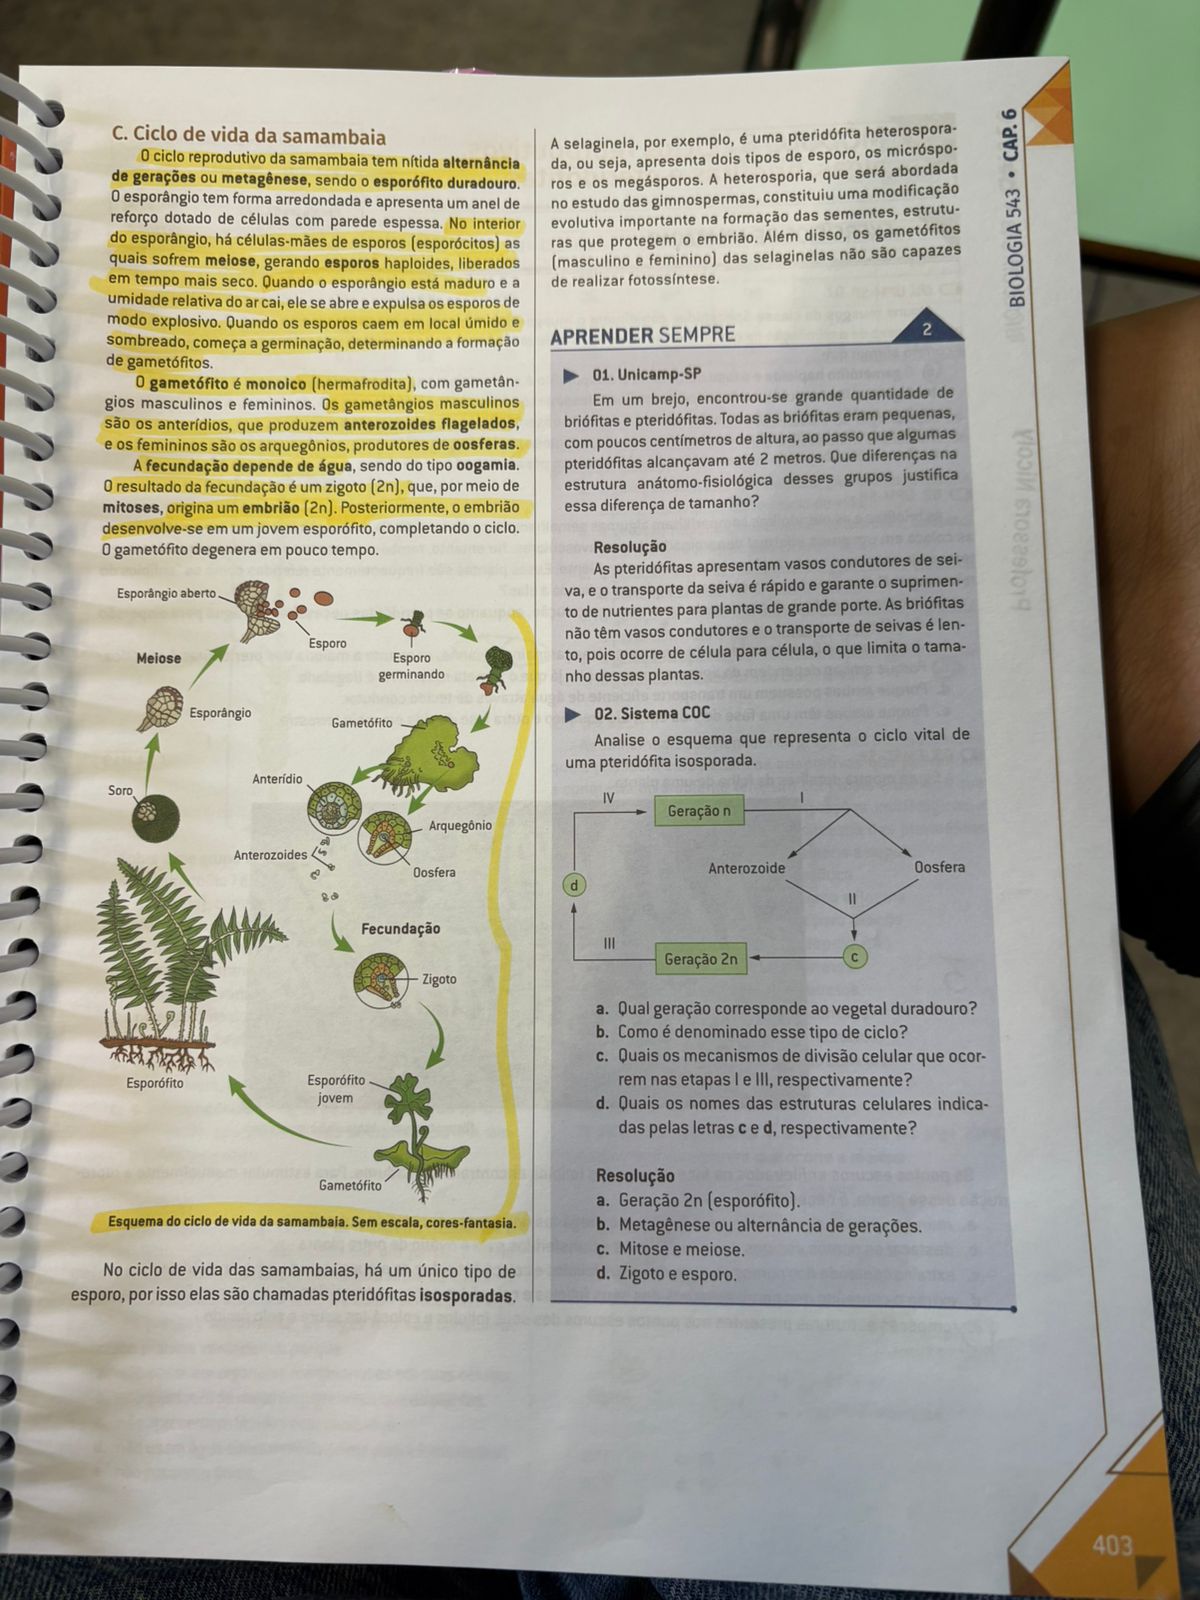 C. Ciclo de vida da samambaia
O ciclo reprodutivo da samambaia tem nítida alternância
de gerações ou metagênese, sendo o esporófito duradouro.
O esporângio tem forma arredondada e apresenta um anel de
reforço dotado de células com parede espessa. No interior
do esporângio, há células-mães de esporos (esporócitos) as
quais sofrem meiose, gerando esporos haploides, liberados
em tempo mais seco. Quando o esporângio está maduro e a
umidade relativa do ar cai, ele se abre e expulsa os esporos de
modo explosivo. Quando os esporos caem em local úmido e
sombreado, começa a germinação, determinando a formação
de gametófitos.
O gametófito é monoico (hermafrodita), com gametân-
gios masculinos e femininos. Os gametângios masculinos
são os anterídios, que produzem anterozoides flagelados,
e os femininos são os arquegônios, produtores de oosferas.
A fecundação depende de água, sendo do tipo oogamia.
O resultado da fecundação é um zigoto (2n), que, por meio de
mitoses, origina um embrião (2n). Posteriormente, o embrião
desenvolve-se em um jovem esporófito, completando o ciclo.
O gametófito degenera em pouco tempo.
Esporângio aberto
Esporo
Esporo
germinando
Meiose
Esporângio
Gametófito
Anterídio
Soro
Arquegônio
Anterozoides
Oosfera
Fecundação
Zigoto
Esporófito
Esporófito
jovem
Gametófito
Esquema do ciclo de vida da samambaia. Sem escala, cores-fantasia.
No ciclo de vida das samambaias, há um único tipo de
esporo, por isso elas são chamadas pteridófitas isosporadas.
A selaginela, por exemplo, é uma pteridófita heterospora-
da, ou seja, apresenta dois tipos de esporo, os micróspo-
ros e os megásporos. A heterosporia, que será abordada
no estudo das gimnospermas, constituiu uma modificação
evolutiva importante na formação das sementes, estrutu-
ras que protegem o embrião. Além disso, os gametófitos
(masculino e feminino) das selaginelas não são capazes
de realizar fotossíntese.
APRENDER SEMPRE 2
01. Unicamp-SP
Em um brejo, encontrou-se grande quantidade de
briófitas e pteridófitas. Todas as briófitas eram pequenas,
com poucos centímetros de altura, ao passo que algumas
pteridófitas alcançavam até 2 metros. Que diferenças na
estrutura anátomo-fisiológica desses grupos justifica
essa diferença de tamanho?
Resolução
As pteridófitas apresentam vasos condutores de sei-
va, e o transporte da seiva é rápido e garante o suprimen-
to de nutrientes para plantas de grande porte. As briófitas
não têm vasos condutores e o transporte de seivas é len-
to, pois ocorre de célula para célula, o que limita o tama-
nho dessas plantas.
02. Sistema COC
Analise o esquema que representa o ciclo vital de
uma pteridófita isosporada.
IV
Geração n
I
Anterozoide
Oosfera
d
II
III
Geração 2n
c
a. Qual geração corresponde ao vegetal duradouro?
b. Como é denominado esse tipo de ciclo?
c. Quais os mecanismos de divisão celular que ocor-
rem nas etapas I e III, respectivamente?
d. Quais os nomes das estruturas celulares indica-
das pelas letras c e d, respectivamente?
Resolução
a. Geração 2n (esporófito).
b. Metagênese ou alternância de gerações.
c. Mitose e meiose.
d. Zigoto e esporo.
BIOLOGIA 543 • CAP. 6
403